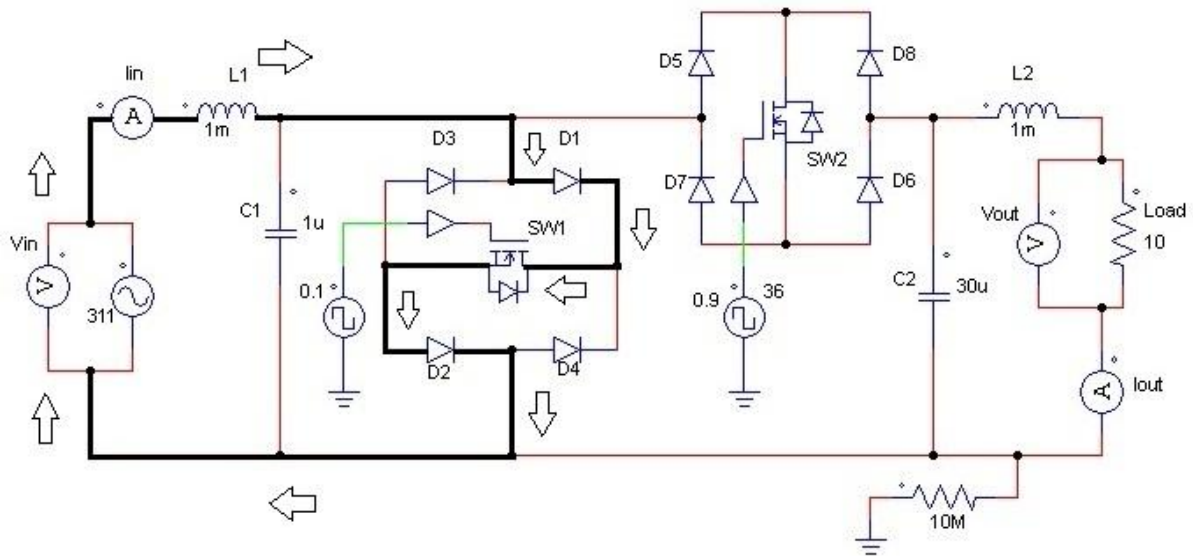 Iin
A
L1
1m
D5
D8
L2
1m
D3
D1
SW2
C1
1u
SW1
D7
D6
Vin
V
311
0.1
0.9
36
C2
30u
Vout
V
Load
10
D2
D4
A
Iout
10M